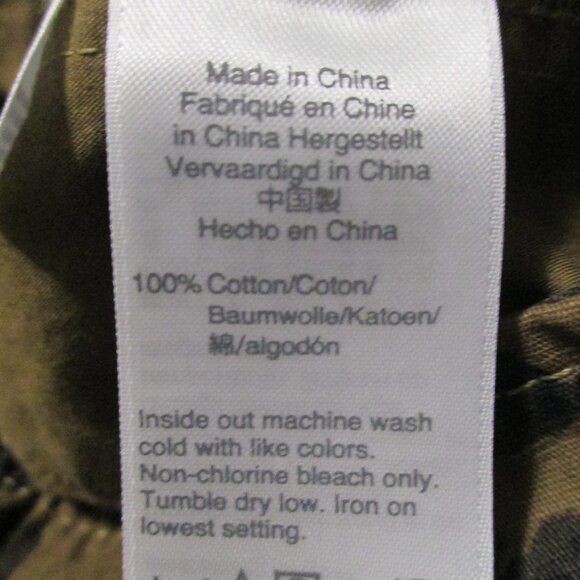 Made in China
Fabriqué en Chine
in China Hergestellt
Vervaardigd in China
中国製
Hecho en China
100% Cotton/Coton/
Baumwolle/Katoen/
綿/algodón
Inside out machine wash
cold with like colors.
Non-chlorine bleach only.
Tumble dry low. Iron on
lowest setting.